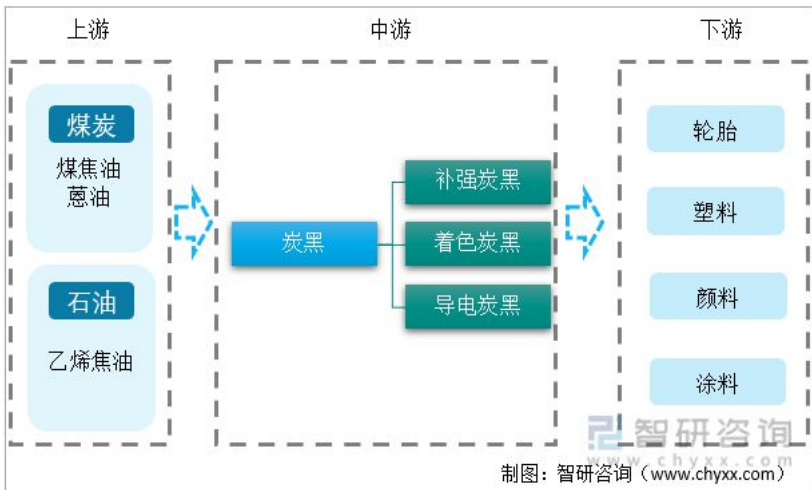 上游
中游
下游
煤炭
煤焦油
蒽油
石油
乙烯焦油
炭黑
补强炭黑
着色炭黑
导电炭黑
轮胎
塑料
颜料
涂料
智研咨询
www.chyxx.com
制图：智研咨询（www.chyxx.com）